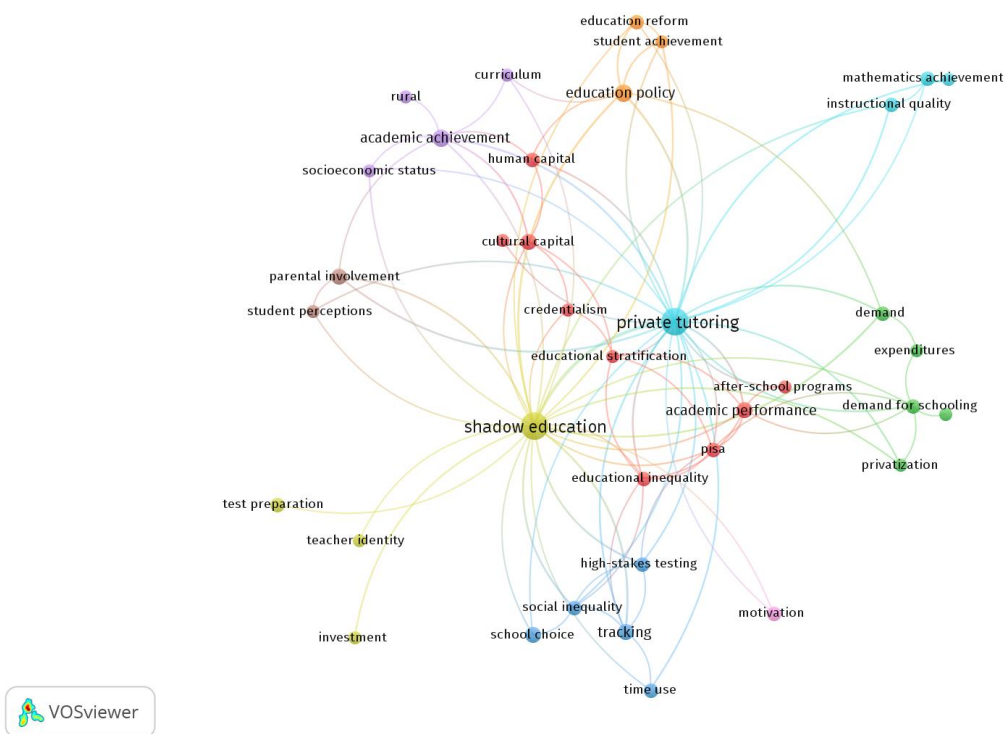 education reform
student achievement
curriculum
mathematics achievement
education policy
rural
instructional quality
academic achievement
human capital
socioeconomic status
cultural capital
parental involvement
student perceptions
credentialism
demand
private tutoring
expenditures
educational stratification
after-school programs
demand for schooling
academic performance
shadow education
pisa
privatization
educational inequality
test preparation
teacher identity
high-stakes testing
social inequality
motivation
school choice
tracking
investment
time use
VOSviewer